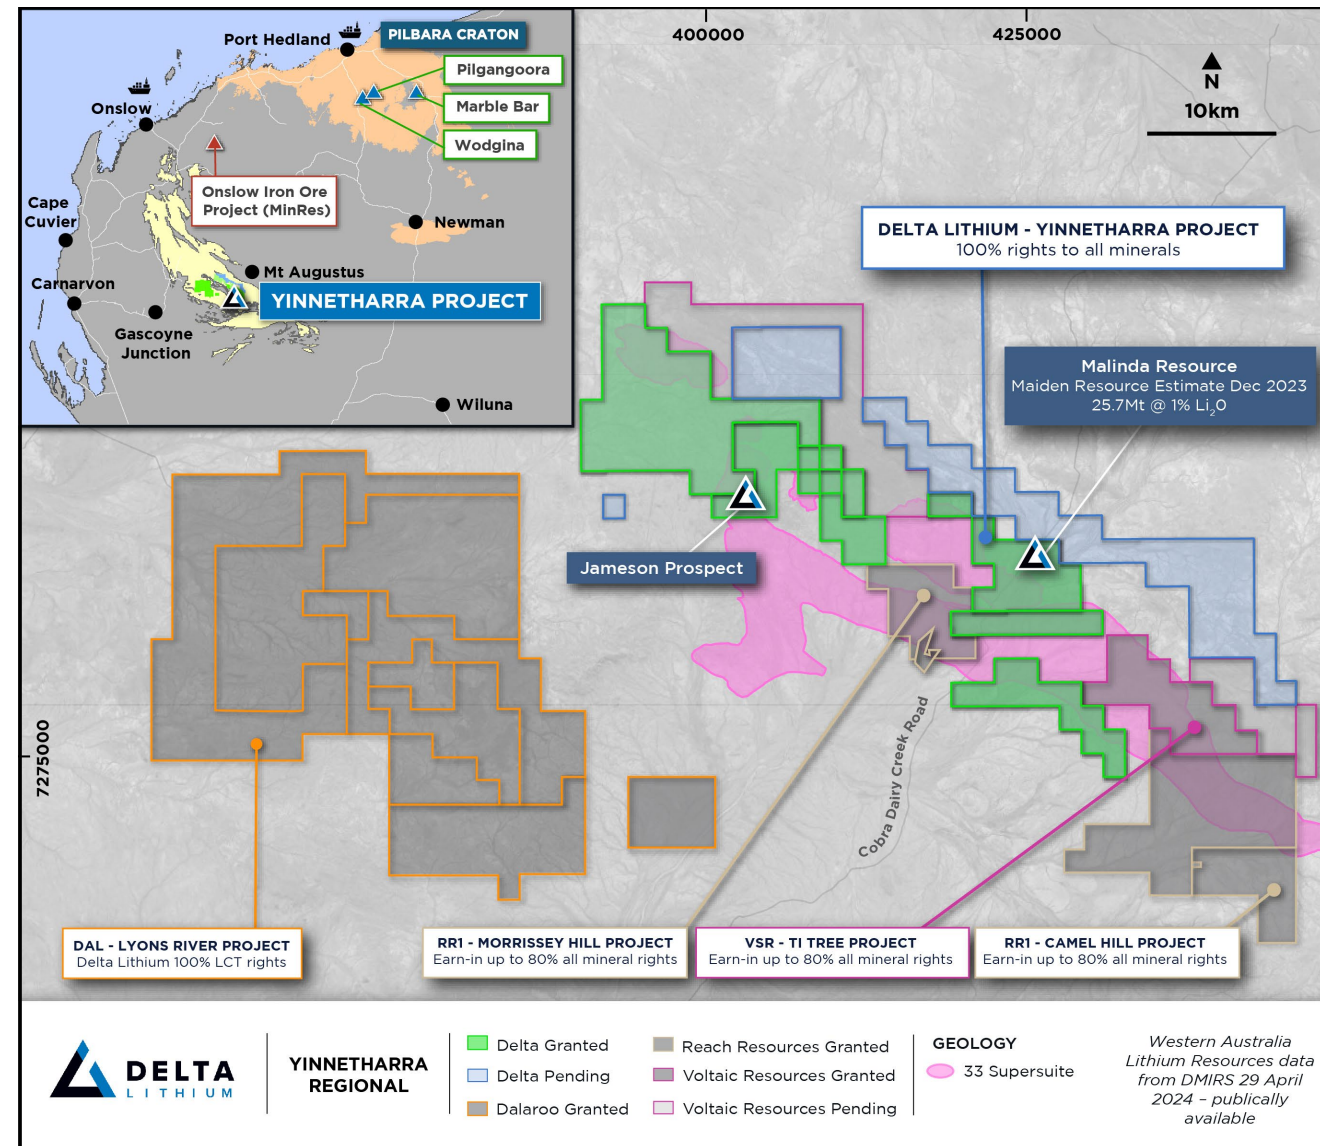 400000
425000
N
10km
Port Hedland
PILBARA CRATON
Pilgangoora
Marble Bar
Wodgina
Onslow
Onslow Iron Ore
Project (MinRes)
Cape
Cuvier
Newman
Mt Augustus
Carnarvon
YINNETHARRA PROJECT
Gascoyne
Junction
Wiluna
DELTA LITHIUM - YINNETHARRA PROJECT
100% rights to all minerals
Malinda Resource
Maiden Resource Estimate Dec 2023
25.7Mt @ 1% Li₂0
Jameson Prospect
7275000
Cobra Dairy Creek Road
DAL - LYONS RIVER PROJECT
Delta Lithium 100% LCT rights
RR1 - MORRISSEY HILL PROJECT
Earn-in up to 80% all mineral rights
VSR - TI TREE PROJECT
Earn-in up to 80% all mineral rights
RR1 - CAMEL HILL PROJECT
Earn-in up to 80% all mineral rights
DELTA
LITHIUM
YINNETHARRA
REGIONAL
Delta Granted
Delta Pending
Dalaroo Granted
Reach Resources Granted
Voltaic Resources Granted
Voltaic Resources Pending
GEOLOGY
33 Supersuite
Western Australia
Lithium Resources data
from DMIRS 29 April
2024 – publically
available